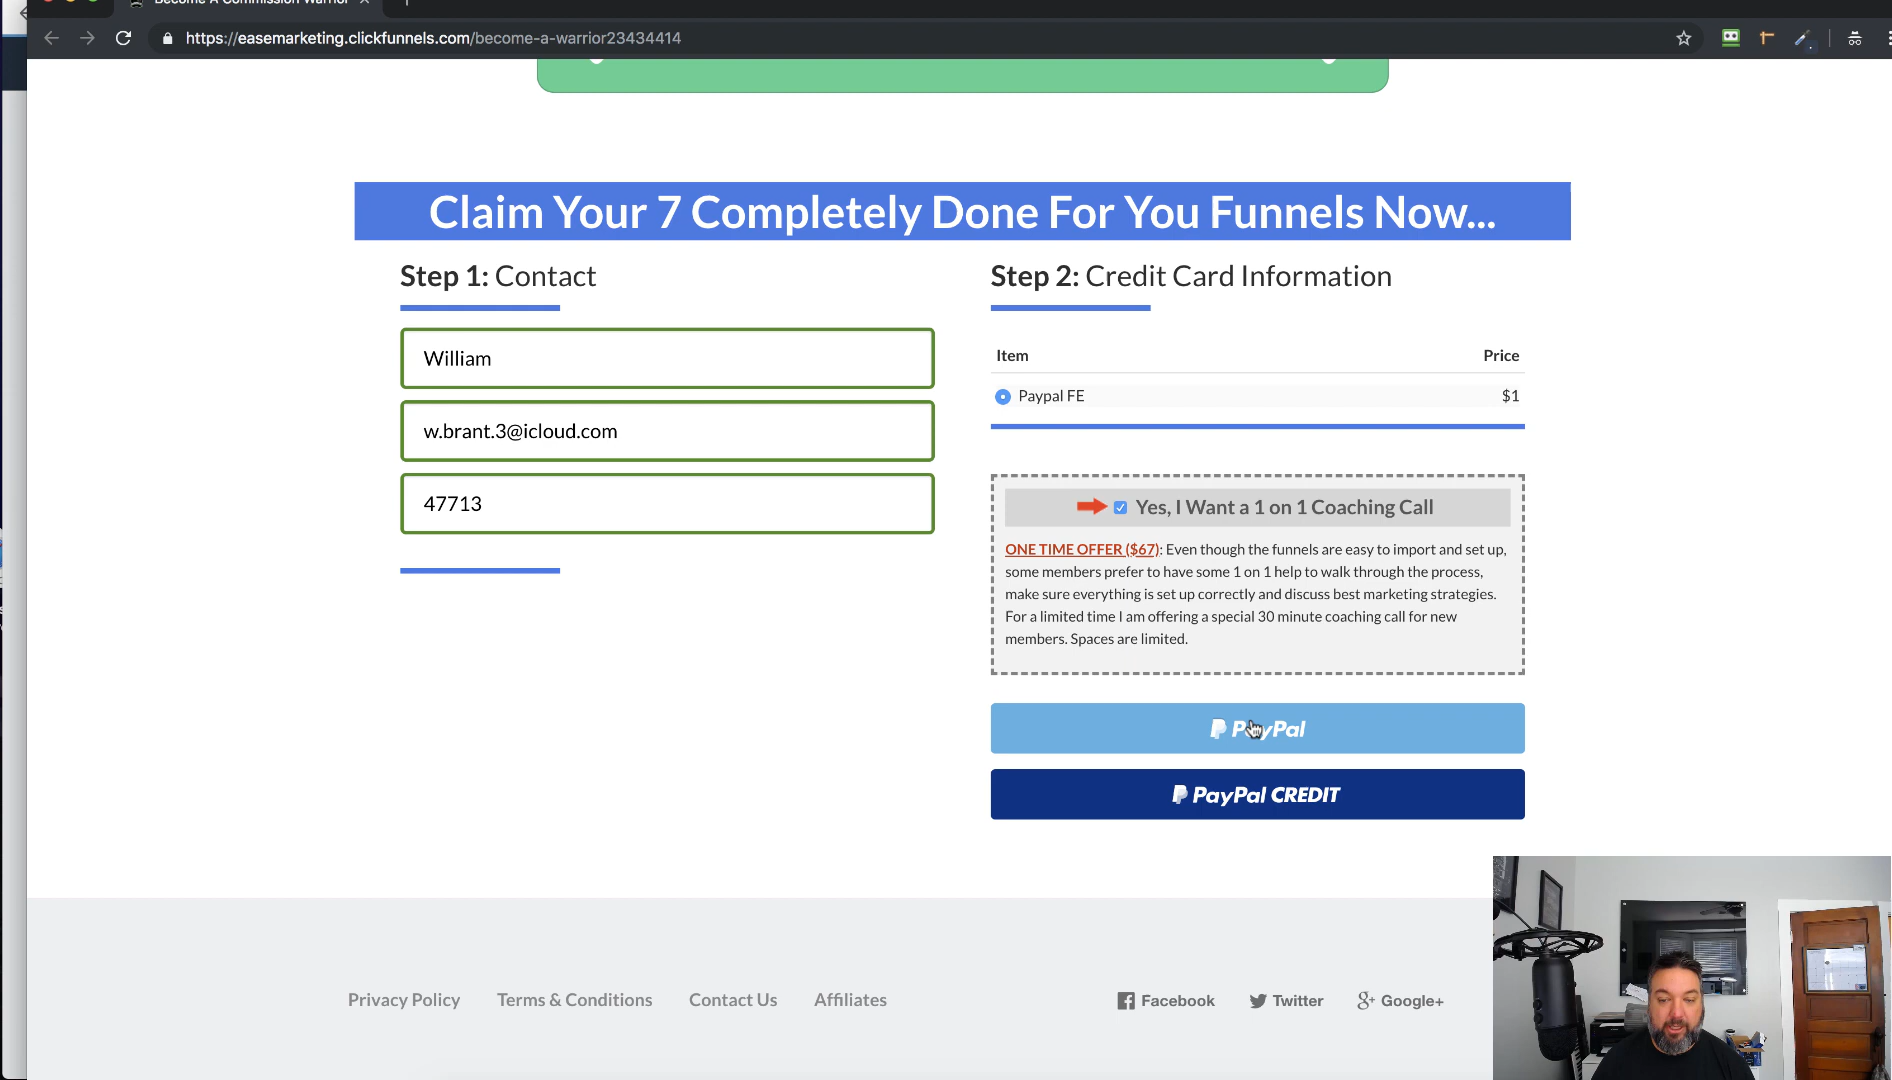 Become A Commission Warrior
https://easemarketing.clickfunnels.com/become-a-warrior23434414
Claim Your 7 Completely Done For You Funnels Now...
Step 1: Contact
William
w.brant.3@icloud.com
47713
Step 2: Credit Card Information
Item Price
Paypal FE $1
Yes, I Want a 1 on 1 Coaching Call
ONE TIME OFFER ($67): Even though the funnels are easy to import and set up,
some members prefer to have some 1 on 1 help to walk through the process,
make sure everything is set up correctly and discuss best marketing strategies.
For a limited time I am offering a special 30 minute coaching call for new
members. Spaces are limited.
PayPal
PayPal CREDIT
Privacy Policy Terms & Conditions Contact Us Affiliates Facebook Twitter Google+